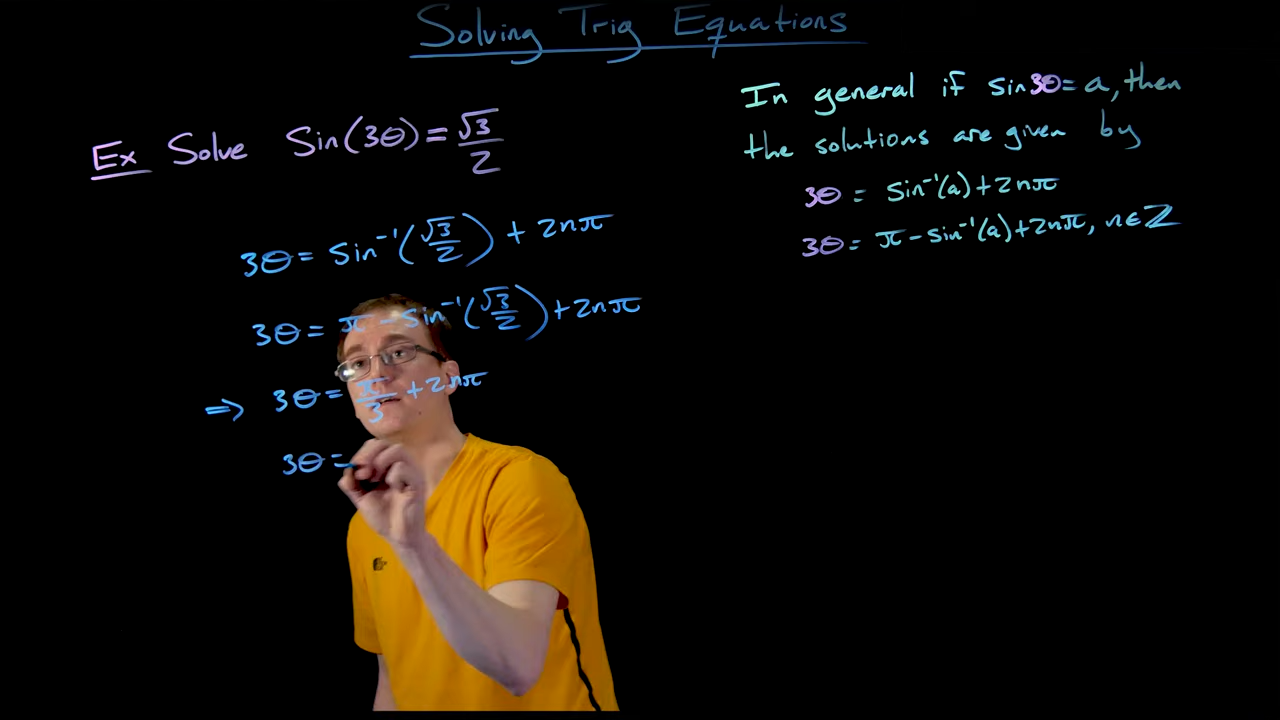 Solving Trig Equations
Ex Solve Sin(3θ) = √3/2
3θ = sin⁻¹(√3/2) + 2nπ
3θ = π - sin⁻¹(√3/2) + 2nπ
⇒ 3θ = π/3 + 2nπ
3θ =
In general if sin3θ = a, then
the solutions are given by
3θ = sin⁻¹(a) + 2nπ
3θ = π - sin⁻¹(a) + 2nπ, n ∈ ℤ